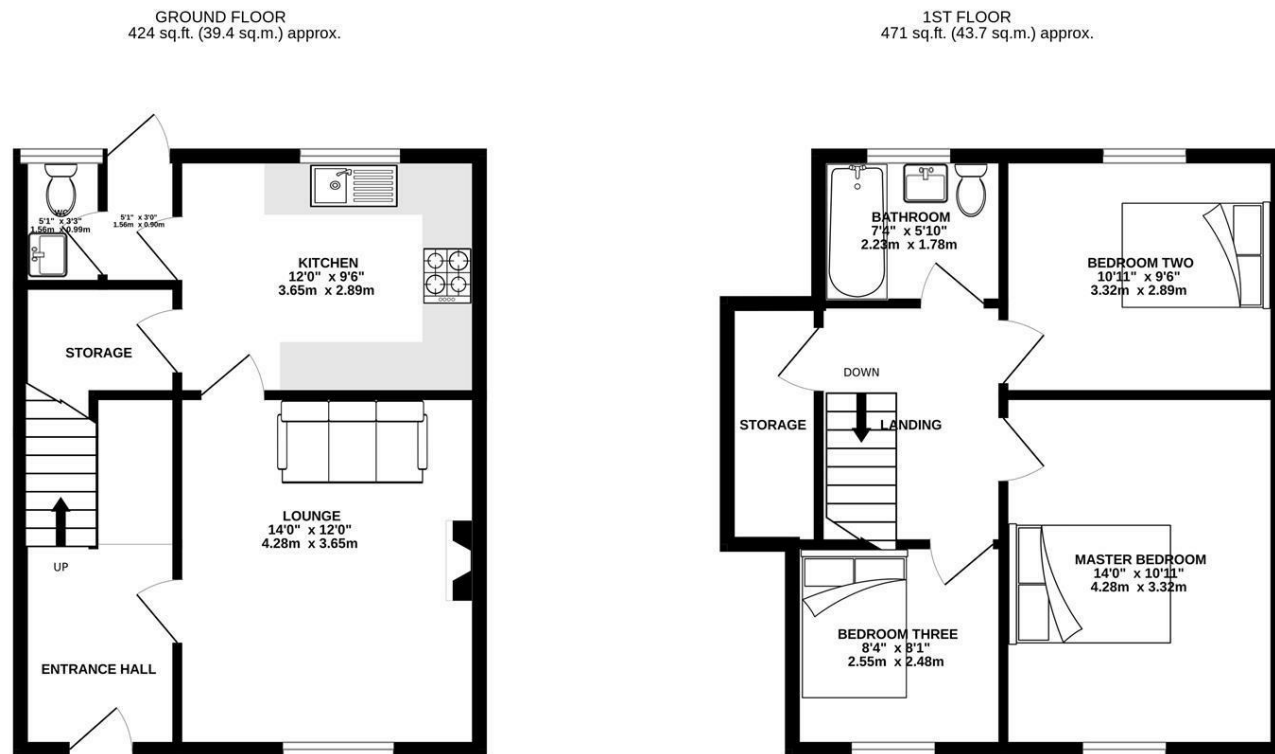 GROUND FLOOR
424 sq.ft. (39.4 sq.m.) approx.
WC
5'1" x 3'3"
1.56m x 0.99m
5'1" x 3'0"
1.56m x 0.90m
KITCHEN
12'0" x 9'6"
3.65m x 2.89m
STORAGE
LOUNGE
14'0" x 12'0"
4.28m x 3.65m
UP
ENTRANCE HALL
1ST FLOOR
471 sq.ft. (43.7 sq.m.) approx.
BATHROOM
7'4" x 5'10"
2.23m x 1.78m
BEDROOM TWO
10'11" x 9'6"
3.32m x 2.89m
DOWN
STORAGE
LANDING
MASTER BEDROOM
14'0" x 10'11"
4.28m x 3.32m
BEDROOM THREE
8'4" x 8'1"
2.55m x 2.48m